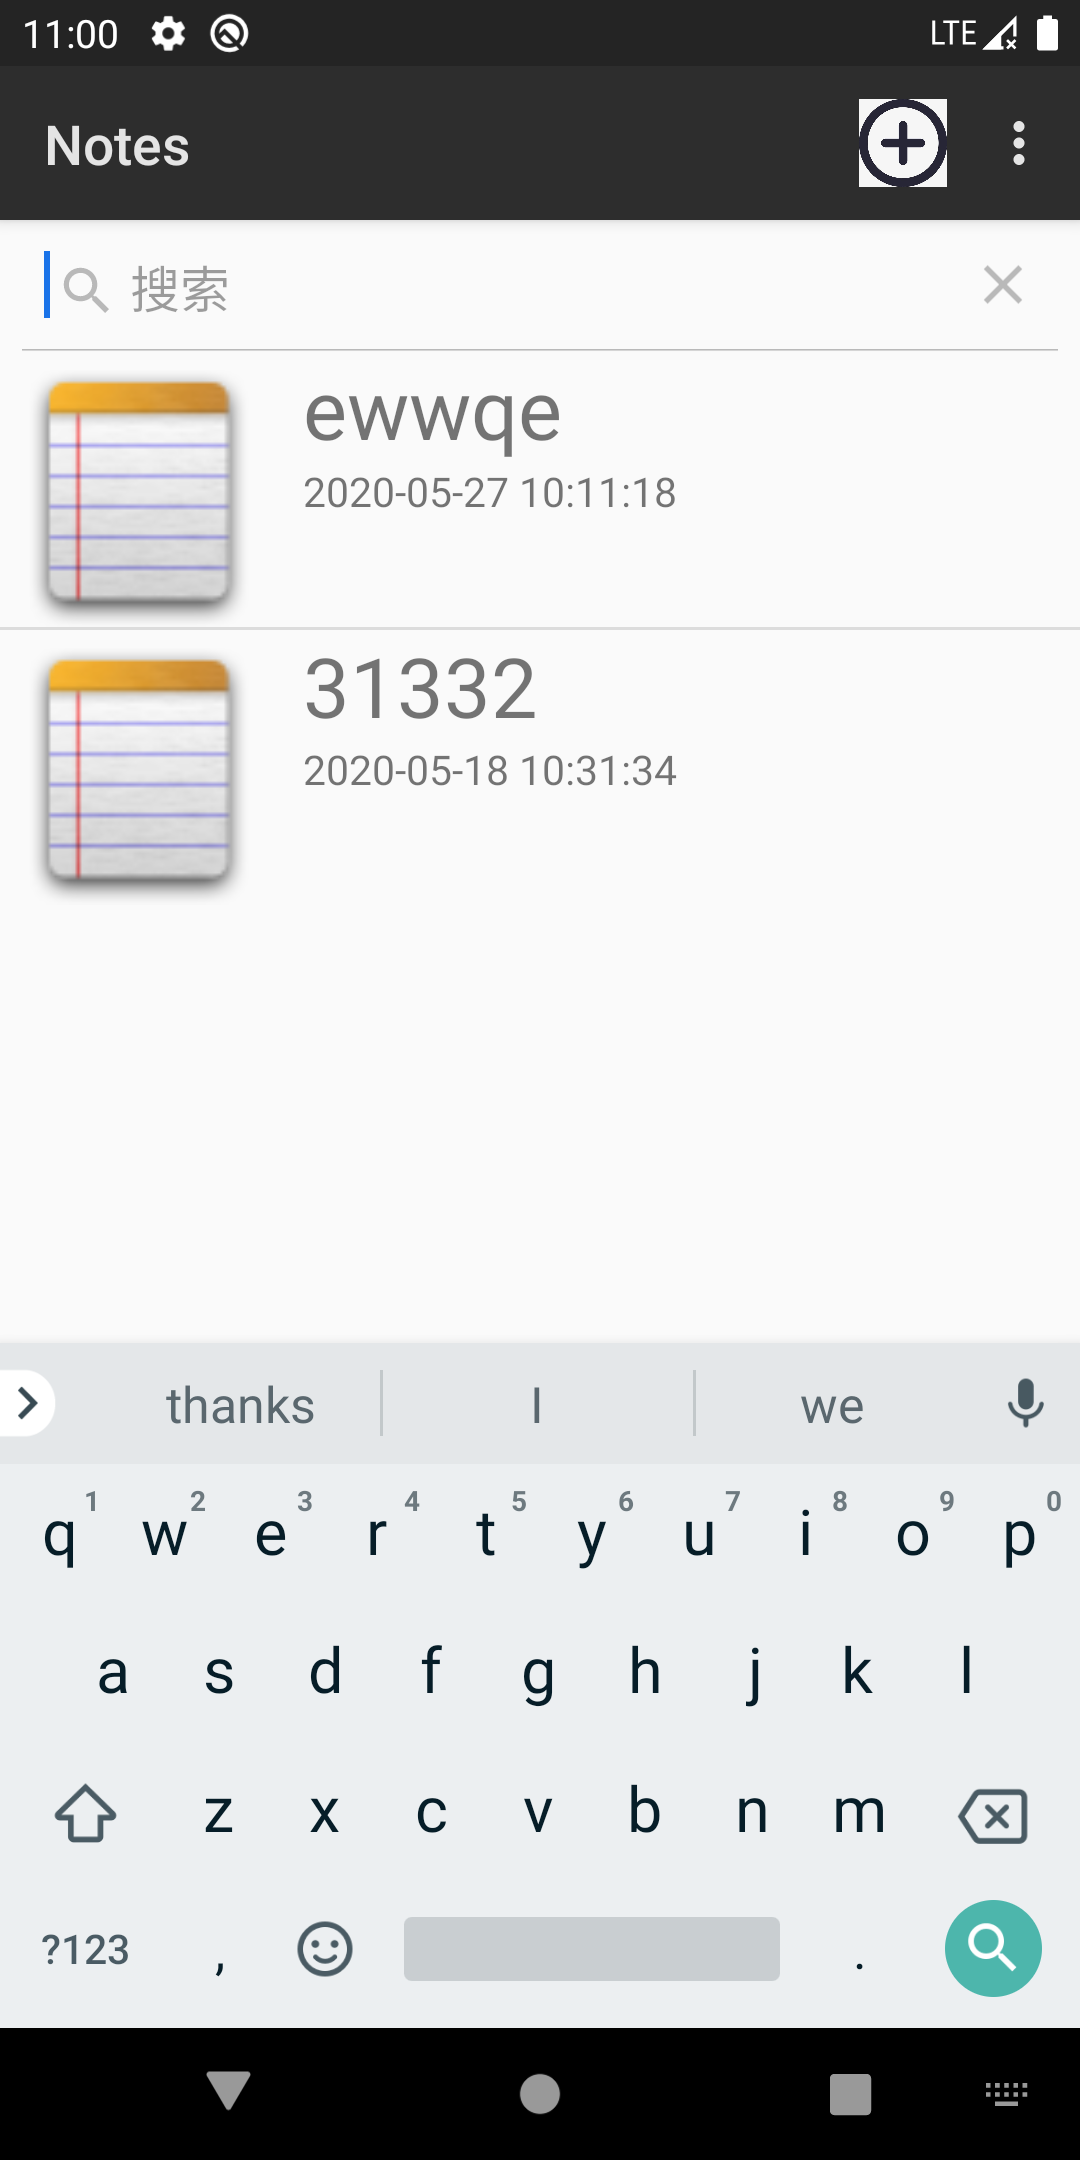 11:00 LTE
Notes
搜索
ewwqe
2020-05-27 10:11:18
31332
2020-05-18 10:31:34
thanks I we
1 2 3 4 5 6 7 8 9 0
q w e r t y u i o p
a s d f g h j k l
z x c v b n m
?123 , .